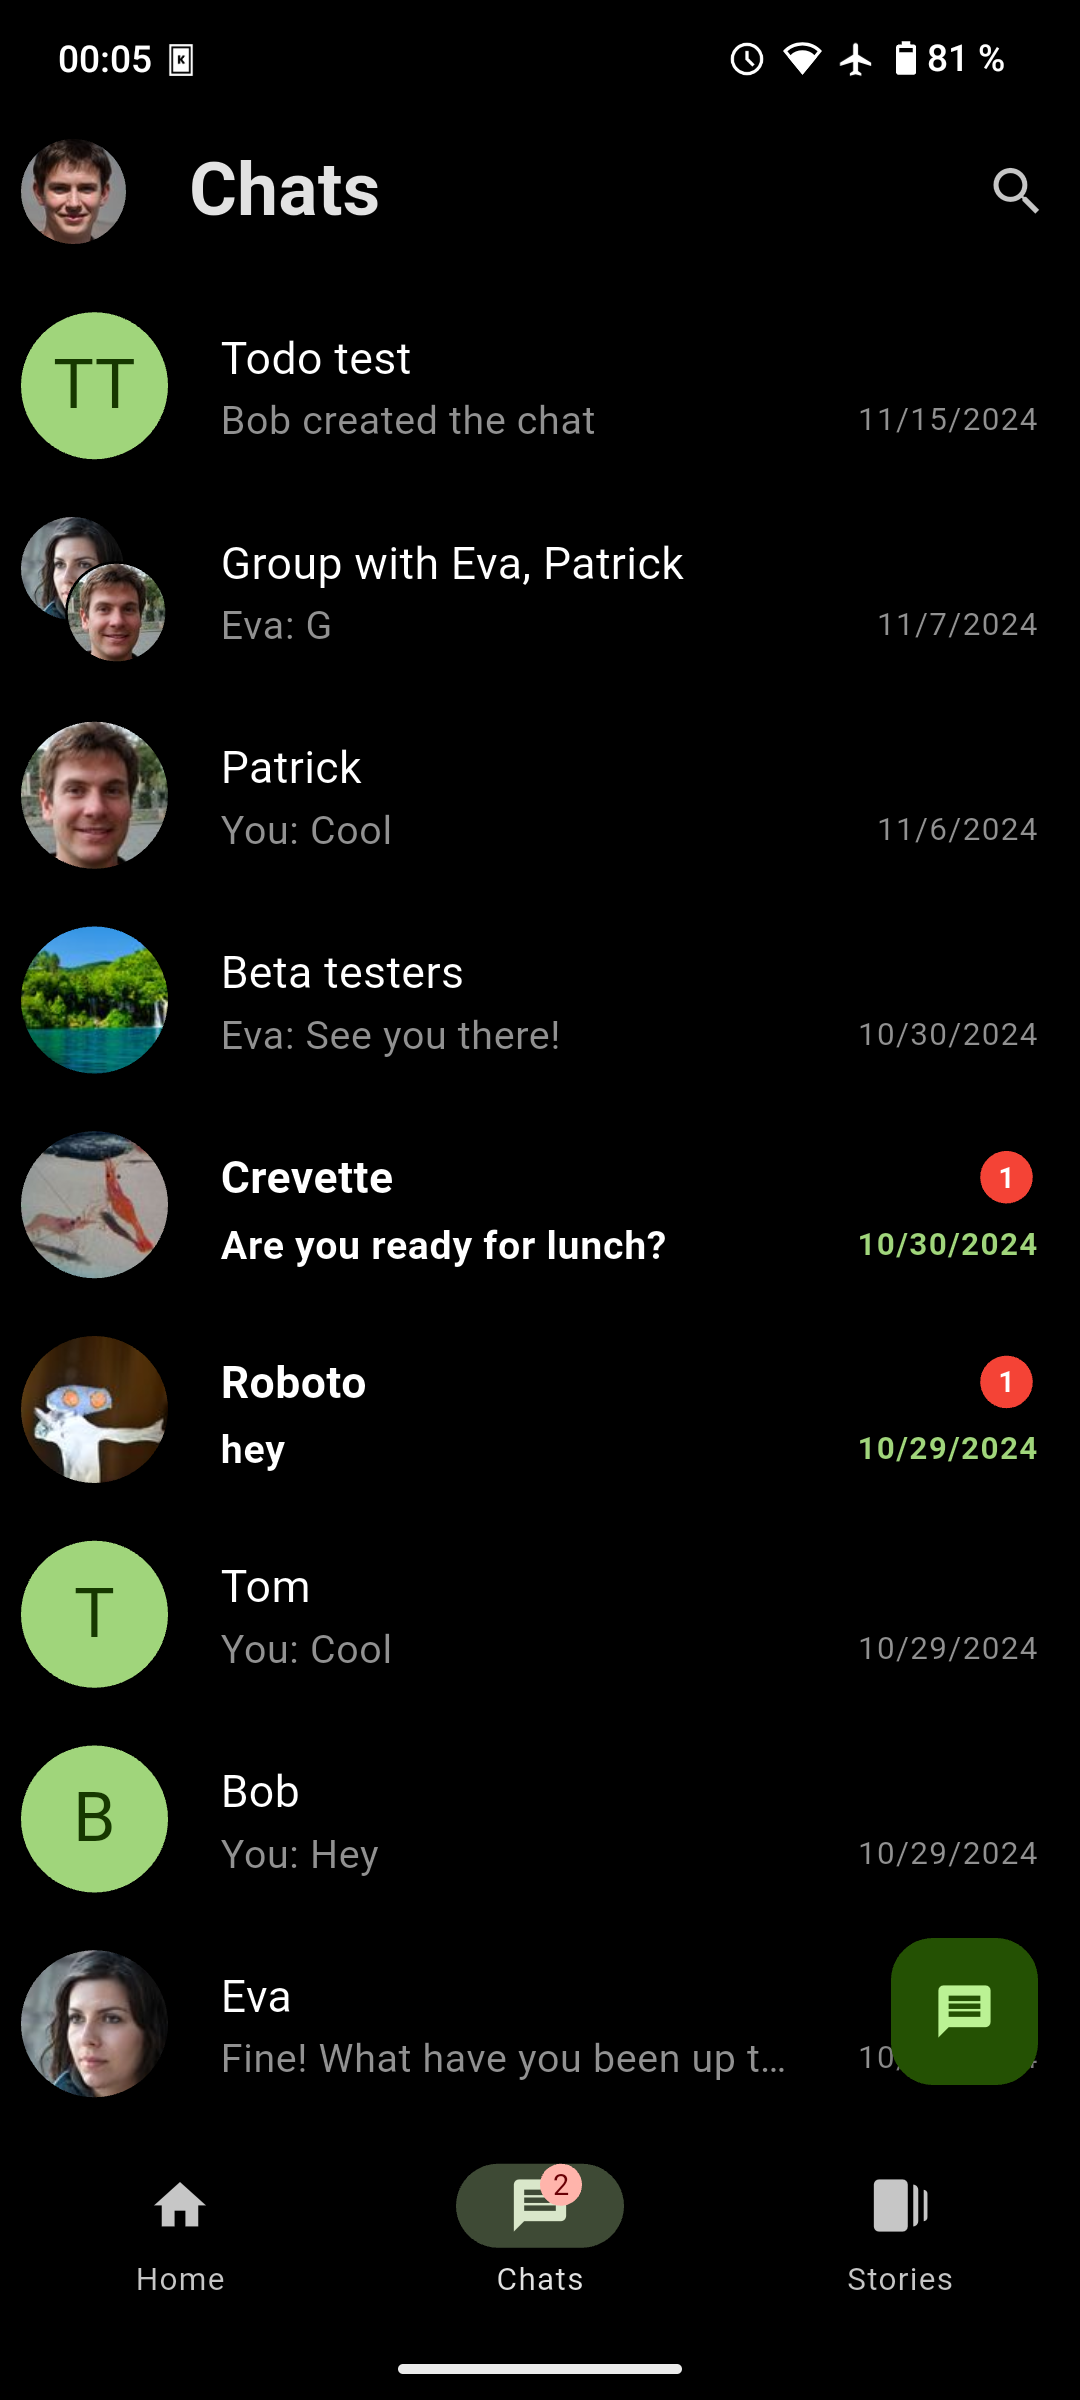 00:05
81 %
Chats
TT
Todo test
Bob created the chat
11/15/2024
Group with Eva, Patrick
Eva: G
11/7/2024
Patrick
You: Cool
11/6/2024
Beta testers
Eva: See you there!
10/30/2024
Crevette
1
Are you ready for lunch?
10/30/2024
Roboto
1
hey
10/29/2024
T
Tom
You: Cool
10/29/2024
B
Bob
You: Hey
10/29/2024
Eva
Fine! What have you been up t…
10
2
Home
Chats
Stories